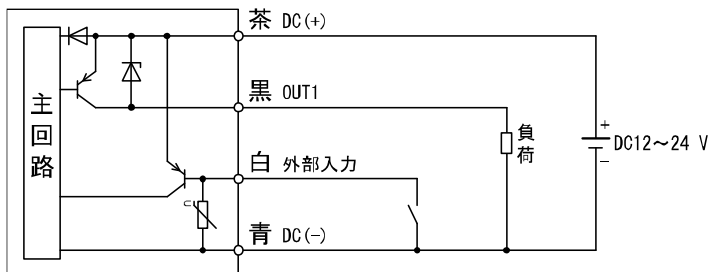 茶 DC(+)
主回路
黒 OUT1
負荷
+
DC12～24 V
−
白 外部入力
青 DC(−)